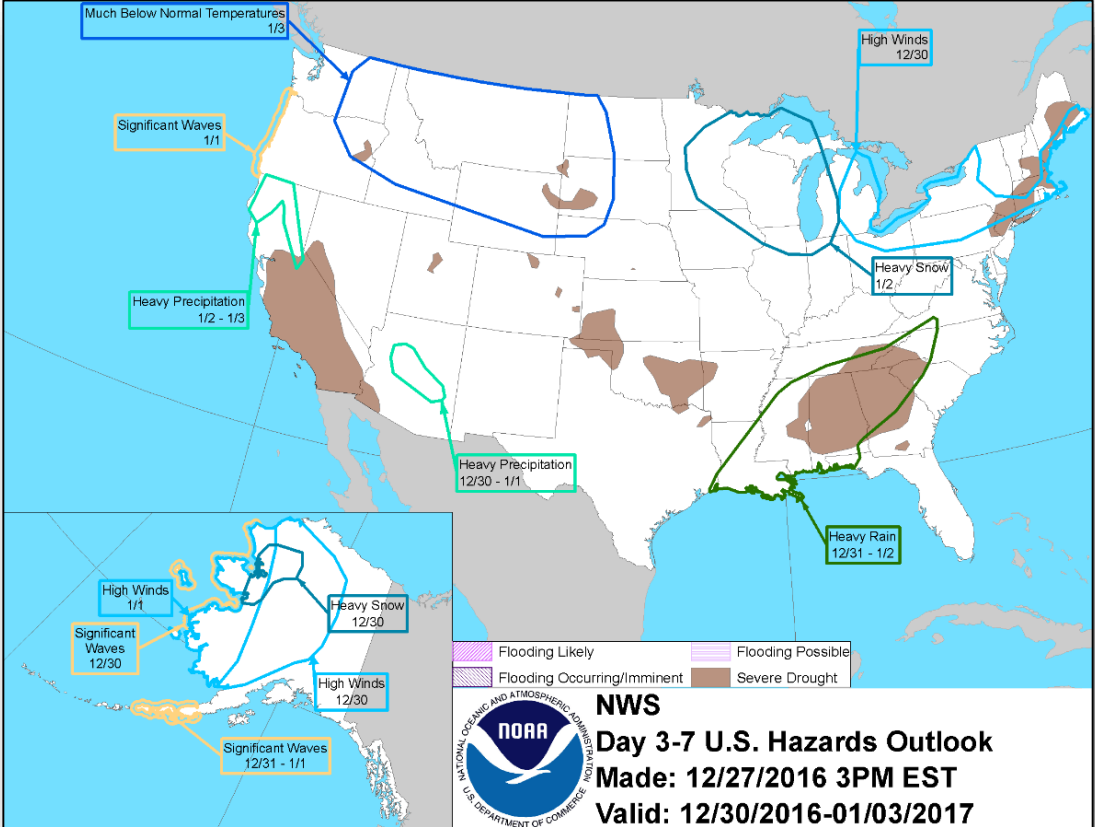 Much Below Normal Temperatures
1/3
High Winds
12/30
Significant Waves
1/1
Heavy Snow
1/2
Heavy Precipitation
1/2 - 1/3
Heavy Precipitation
12/30 - 1/1
Heavy Rain
12/31 - 1/2
High Winds
1/1
Heavy Snow
12/30
Significant
Waves
12/30
High Winds
12/30
Significant Waves
12/31 - 1/1
Flooding Likely
Flooding Possible
Flooding Occurring/Imminent
Severe Drought
NATIONAL OCEANIC AND ATMOSPHERIC ADMINISTRATION
NOAA
U.S. DEPARTMENT OF COMMERCE
NWS
Day 3-7 U.S. Hazards Outlook
Made: 12/27/2016 3PM EST
Valid: 12/30/2016-01/03/2017